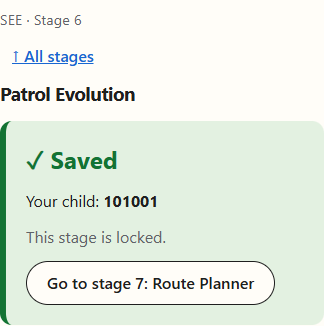 SEE · Stage 6
↑ All stages
Patrol Evolution
✓ Saved
Your child: 101001
This stage is locked.
Go to stage 7: Route Planner